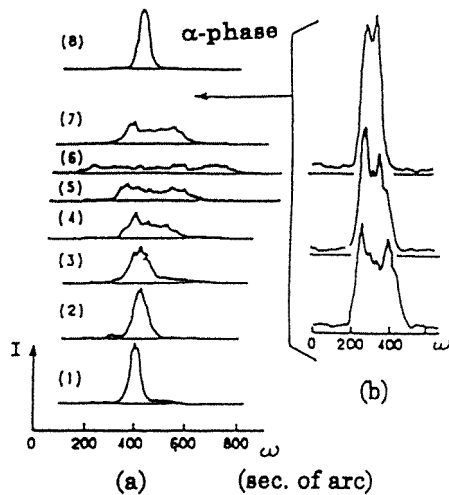 α-phase
(8)
(7)
(6)
(5)
(4)
(3)
(2)
(1)
I
0 200 400 600 800 ω
(a) (sec. of arc)
0 200 400 ω
(b)